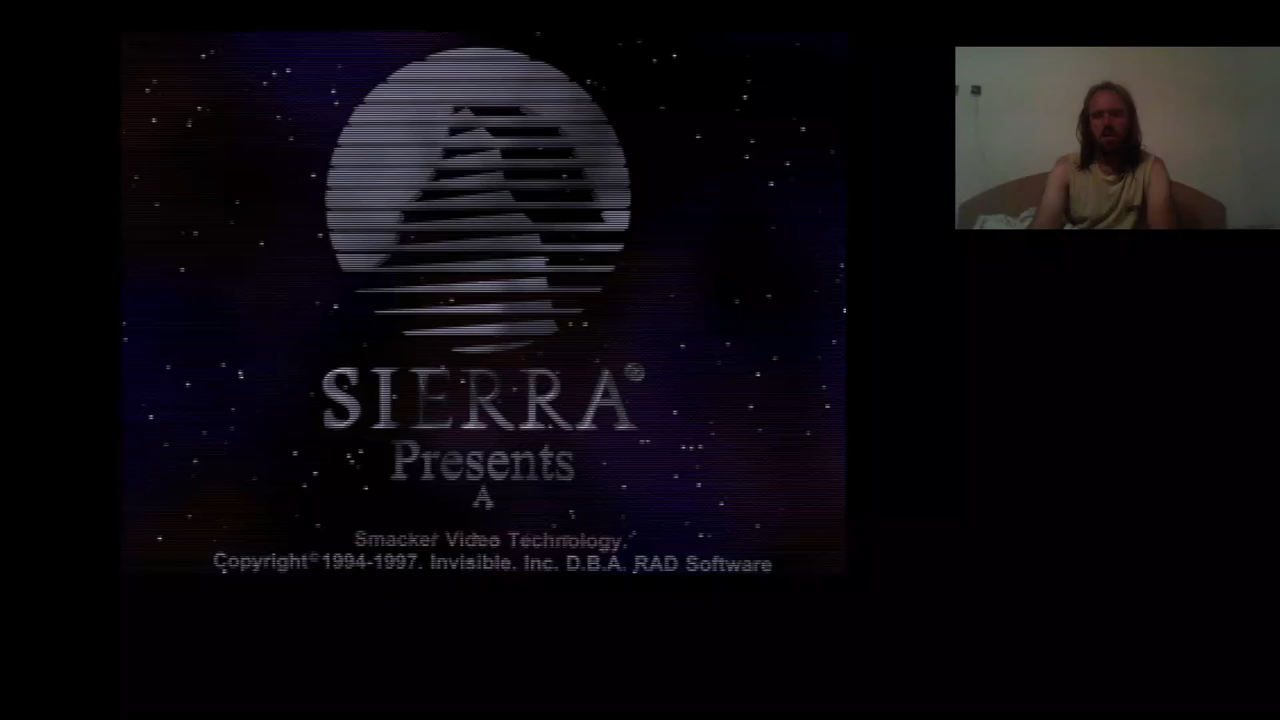 SIERRA®
Presents
A
Smacker Video Technology.
Copyright© 1994-1997. Invisible, Inc. D.B.A. RAD Software